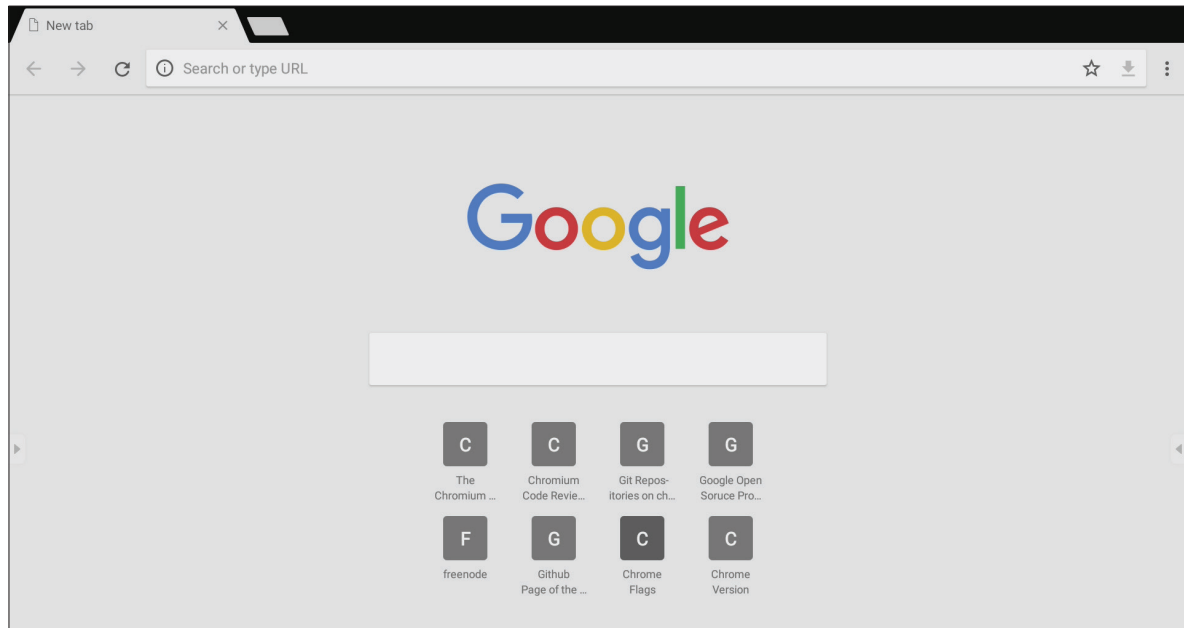 New tab
Search or type URL
Google
C C G G
The Chromium Git Repos- Google Open
Chromium ... Code Revie... itories on ch... Soruce Pro...
F G C C
freenode Github Chrome Chrome
Page of the ... Flags Version